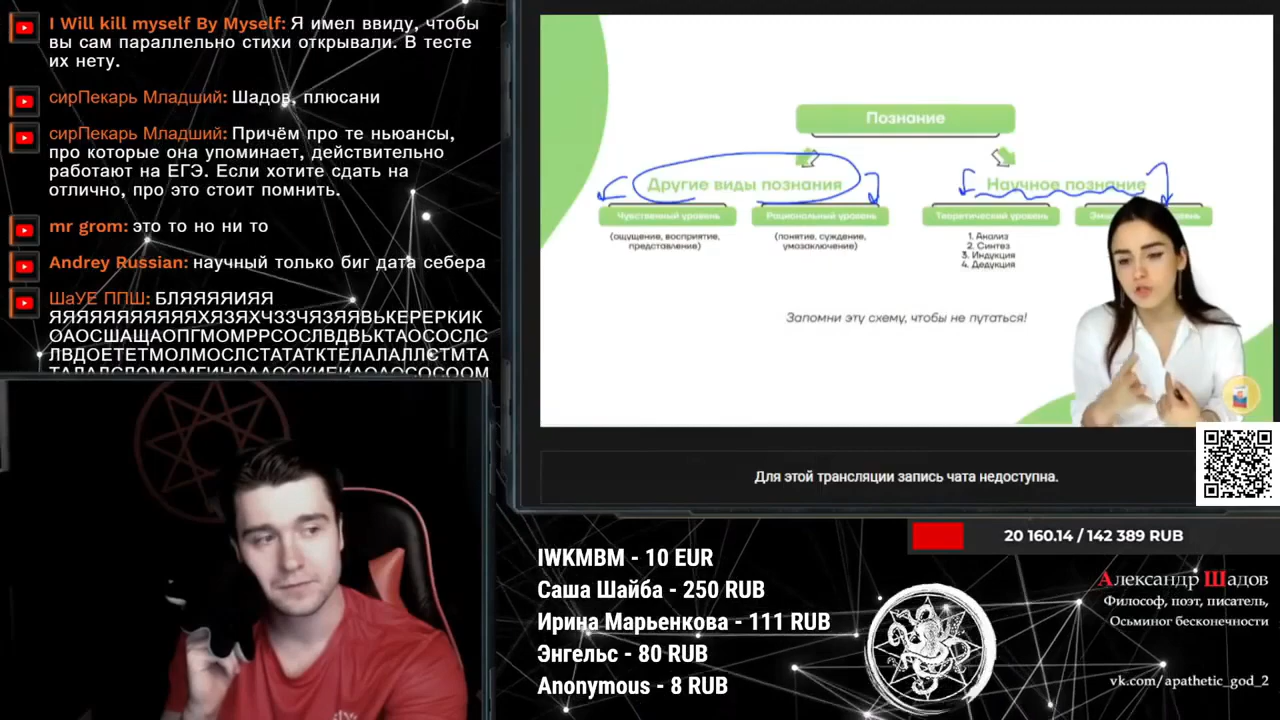 I Will kill myself By Myself: Я имел ввиду, чтобы
вы сам параллельно стихи открывали. В тесте
их нету.
сирПекарь Младший: Шадов, плюсани
сирПекарь Младший: Причём про те ньюансы,
про которые она упоминает, действительно
работают на ЕГЭ. Если хотите сдать на
отлично, про это стоит помнить.
mr grom: это то но ни то
Andrey Russian: научный только биг дата себера
ШаУЕ ППШ: БЛЯЯЯЯИЯЯ
Познание
Другие виды познания
Научное познание
Чувственный уровень
Рациональный уровень
Теоретический уровень
(ощущение, восприятие,
представление)
(понятие, суждение,
умозаключение)
1. Анализ
2. Синтез
3. Индукция
4. Дедукция
Запомни эту схему, чтобы не путаться!
Для этой трансляции запись чата недоступна.
20 160.14 / 142 389 RUB
IWKMBM - 10 EUR
Саша Шайба - 250 RUB
Ирина Марьенкова - 111 RUB
Энгельс - 80 RUB
Anonymous - 8 RUB
Александр Шадов
Философ, поэт, писатель,
Осьминог бесконечности
vk.com/apathetic_god_2